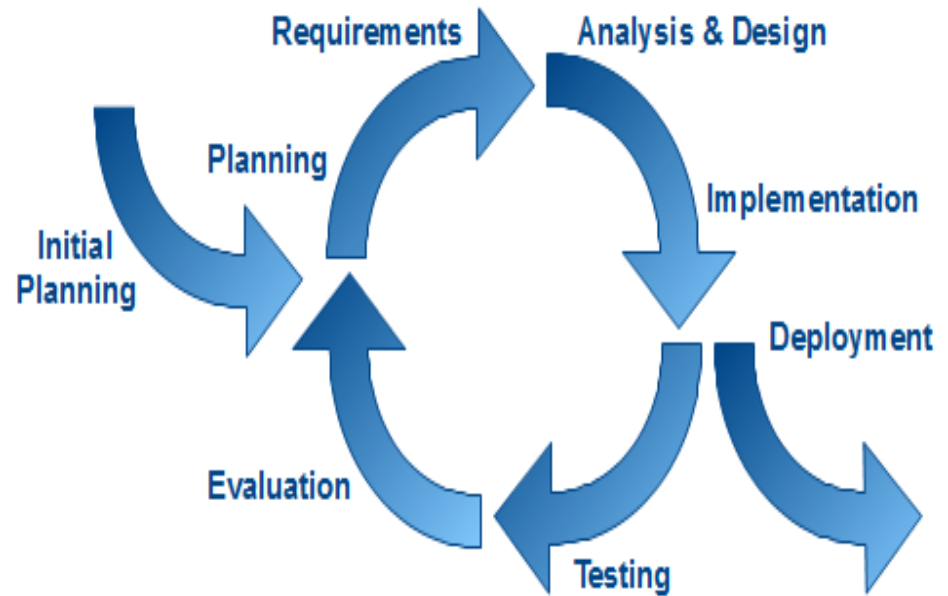 Requirements
Analysis & Design
Planning
Implementation
Initial
Planning
Deployment
Evaluation
Testing